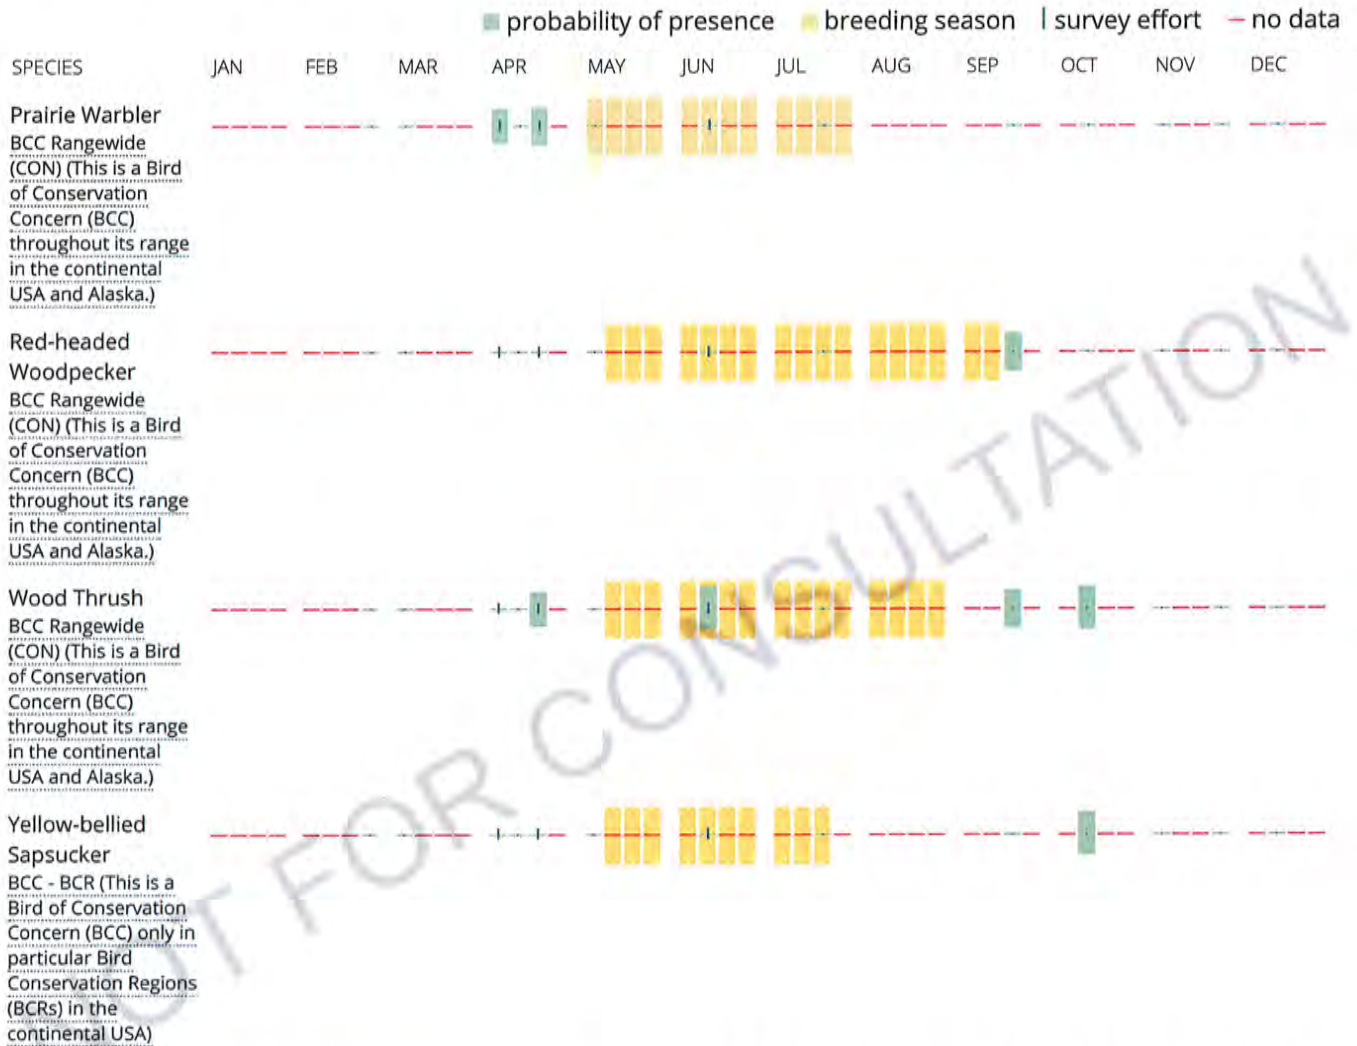 probability of presence breeding season survey effort no data
SPECIES JAN FEB MAR APR MAY JUN JUL AUG SEP OCT NOV DEC
Prairie Warbler
BCC Rangewide
(CON) (This is a Bird
of Conservation
Concern (BCC)
throughout its range
in the continental
USA and Alaska.)
Red-headed
Woodpecker
BCC Rangewide
(CON) (This is a Bird
of Conservation
Concern (BCC)
throughout its range
in the continental
USA and Alaska.)
Wood Thrush
BCC Rangewide
(CON) (This is a Bird
of Conservation
Concern (BCC)
throughout its range
in the continental
USA and Alaska.)
Yellow-bellied
Sapsucker
BCC - BCR (This is a
Bird of Conservation
Concern (BCC) only in
particular Bird
Conservation Regions
(BCRs) in the
continental USA)
NOT FOR CONSULTATION